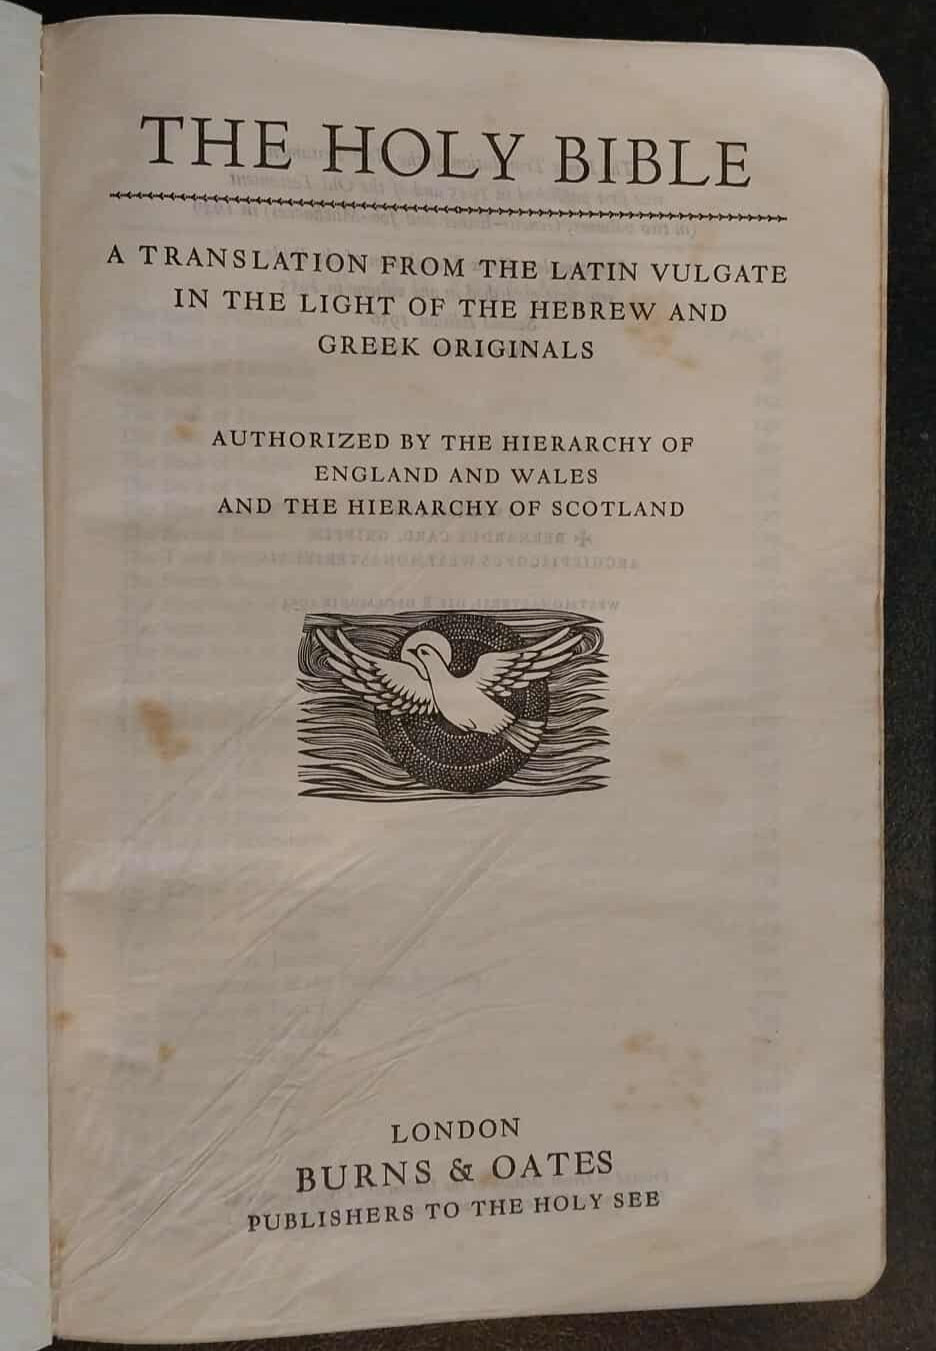 THE HOLY BIBLE
A TRANSLATION FROM THE LATIN VULGATE
IN THE LIGHT OF THE HEBREW AND
GREEK ORIGINALS
AUTHORIZED BY THE HIERARCHY OF
ENGLAND AND WALES
AND THE HIERARCHY OF SCOTLAND
LONDON
BURNS & OATES
PUBLISHERS TO THE HOLY SEE